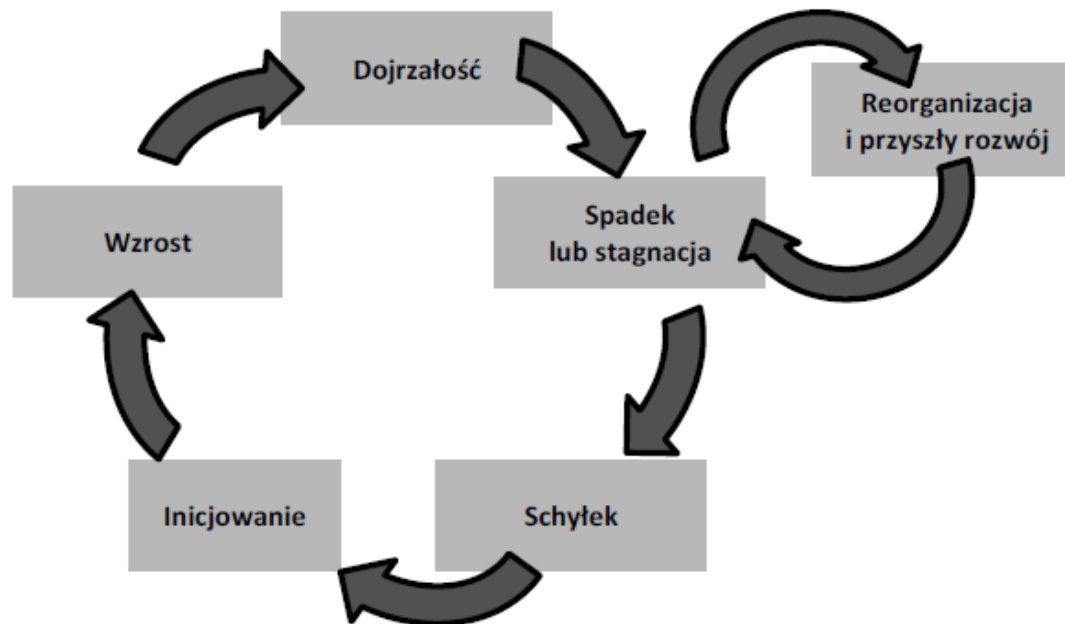 Dojrzałość
Reorganizacja
i przyszły rozwój
Wzrost
Spadek
lub stagnacja
Inicjowanie
Schyłek